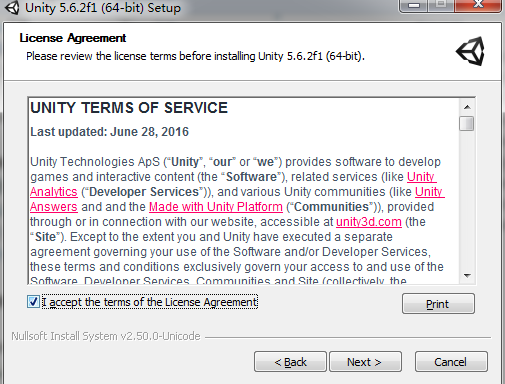 Unity 5.6.2f1 (64-bit) Setup
License Agreement
Please review the license terms before installing Unity 5.6.2f1 (64-bit).
UNITY TERMS OF SERVICE
Last updated: June 28, 2016
Unity Technologies ApS (“Unity”, “our” or “we”) provides software to develop
games and interactive content (the “Software”), related services (like Unity
Analytics (“Developer Services”)), and various Unity communities (like Unity
Answers and and the Made with Unity Platform (“Communities”)), provided
through or in connection with our website, accessible at unity3d.com (the
“Site”). Except to the extent you and Unity have executed a separate
agreement governing your use of the Software and/or Developer Services,
these terms and conditions exclusively govern your access to and use of the
Software, Developer Services, Communities and Site (collectively, the
I accept the terms of the License Agreement
Print
Nullsoft Install System v2.50.0-Unicode
< Back
Next >
Cancel